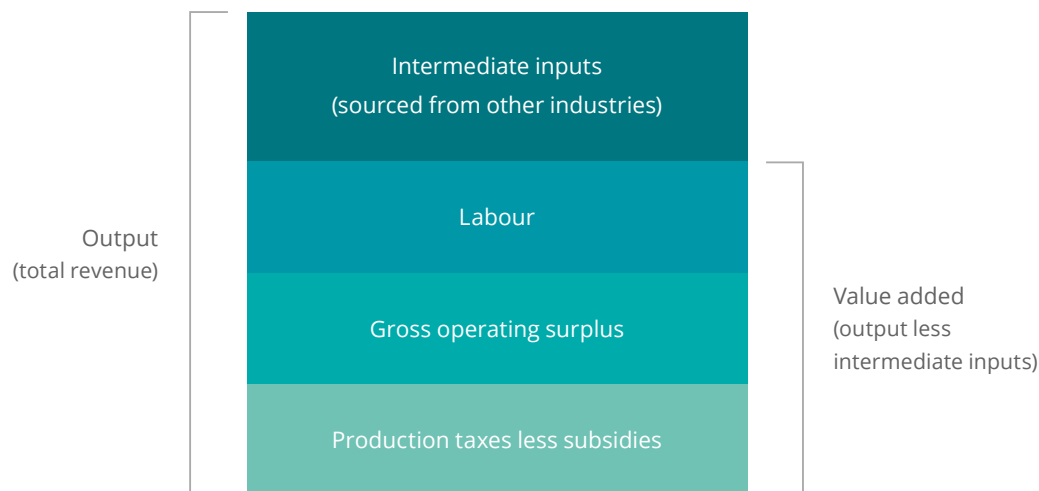 Intermediate inputs
(sourced from other industries)
Labour
Output
(total revenue)
Value added
(output less
intermediate inputs)
Gross operating surplus
Production taxes less subsidies